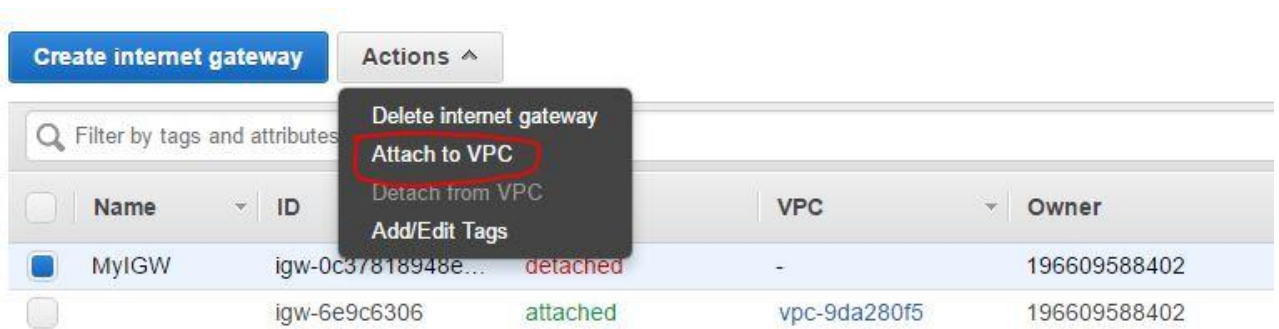 Create internet gateway Actions
Delete internet gateway
Filter by tags and attributes
Attach to VPC
Detach from VPC
Name ID VPC Owner
Add/Edit Tags
MyIGW igw-0c37818948e... detached - 196609588402
igw-6e9c6306 attached vpc-9da280f5 196609588402